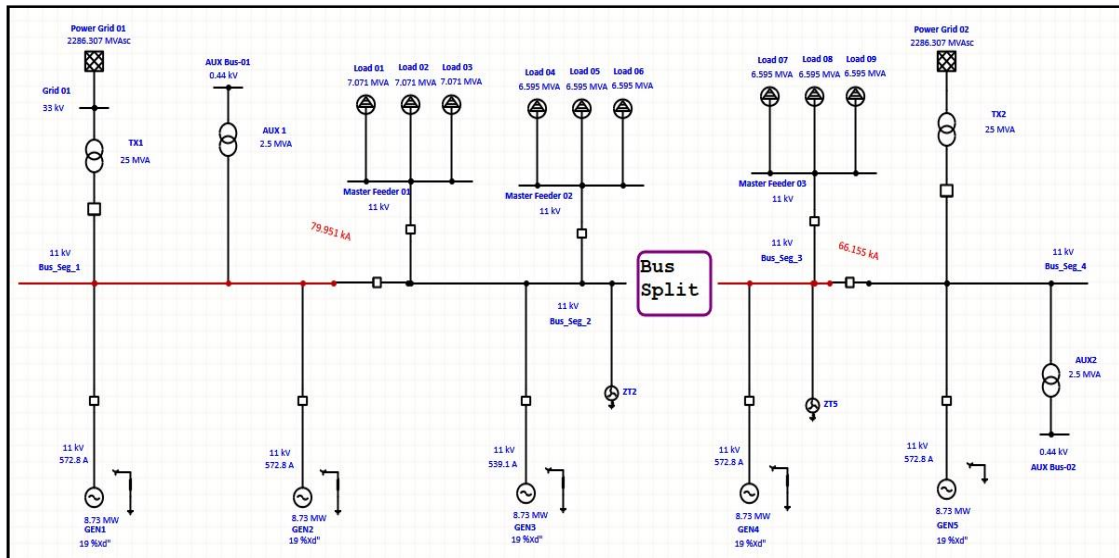 Power Grid 01
2286.307 MVAsc
Grid 01
33 kV
TX1
25 MVA
AUX Bus-01
0.44 kV
AUX 1
2.5 MVA
Load 01
7.071 MVA
Load 02
7.071 MVA
Load 03
7.071 MVA
Master Feeder 01
11 kV
Load 04
6.595 MVA
Load 05
6.595 MVA
Load 06
6.595 MVA
Master Feeder 02
11 kV
Load 07
6.595 MVA
Load 08
6.595 MVA
Load 09
6.595 MVA
Master Feeder 03
11 kV
Power Grid 02
2286.307 MVAsc
TX2
25 MVA
79.951 kA
66.155 kA
11 kV
Bus_Seg_1
11 kV
Bus_Seg_2
Bus
Split
11 kV
Bus_Seg_3
11 kV
Bus_Seg_4
ZT2
ZT5
AUX2
2.5 MVA
0.44 kV
AUX Bus-02
11 kV
572.8 A
8.73 MW
GEN1
19 %Xd"
11 kV
572.8 A
8.73 MW
GEN2
19 %Xd"
11 kV
539.1 A
8.73 MW
GEN3
19 %Xd"
11 kV
572.8 A
8.73 MW
GEN4
19 %Xd"
11 kV
572.8 A
8.73 MW
GEN5
19 %Xd"